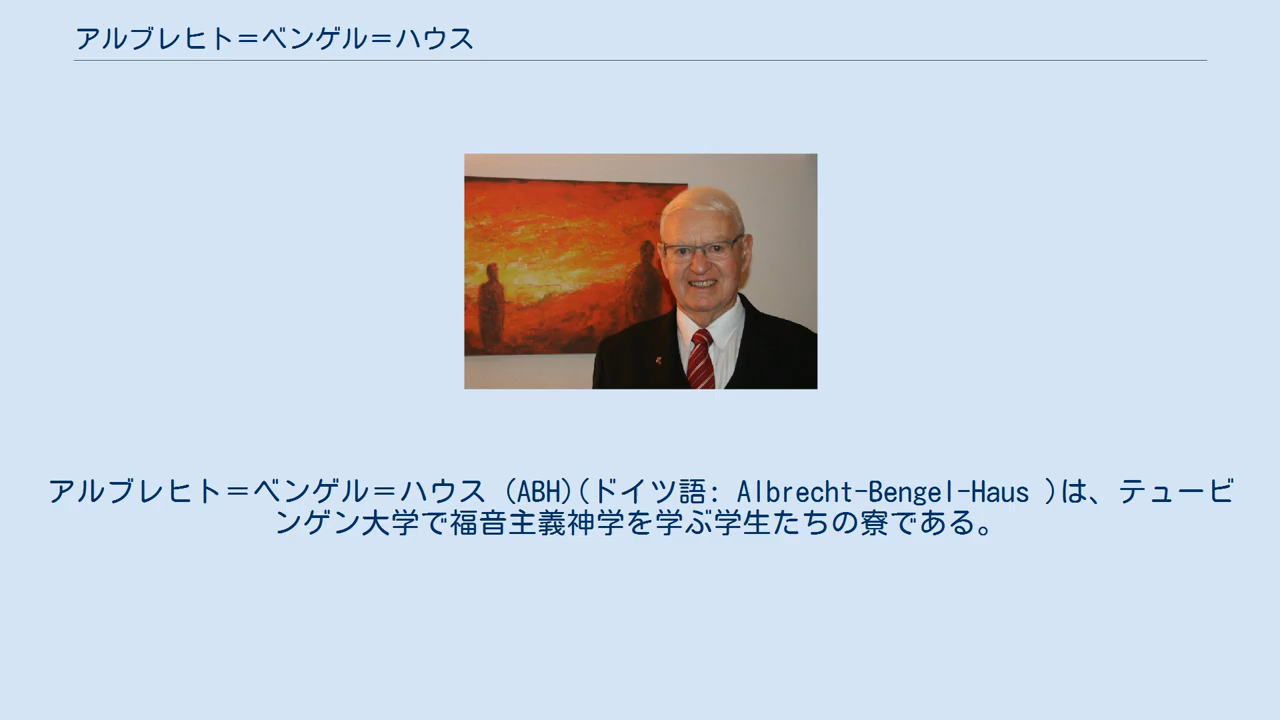 アルブレヒト＝ベンゲル＝ハウス
アルブレヒト＝ベンゲル＝ハウス (ABH)(ドイツ語: Albrecht-Bengel-Haus )は、テュービ
ンゲン大学で福音主義神学を学ぶ学生たちの寮である。